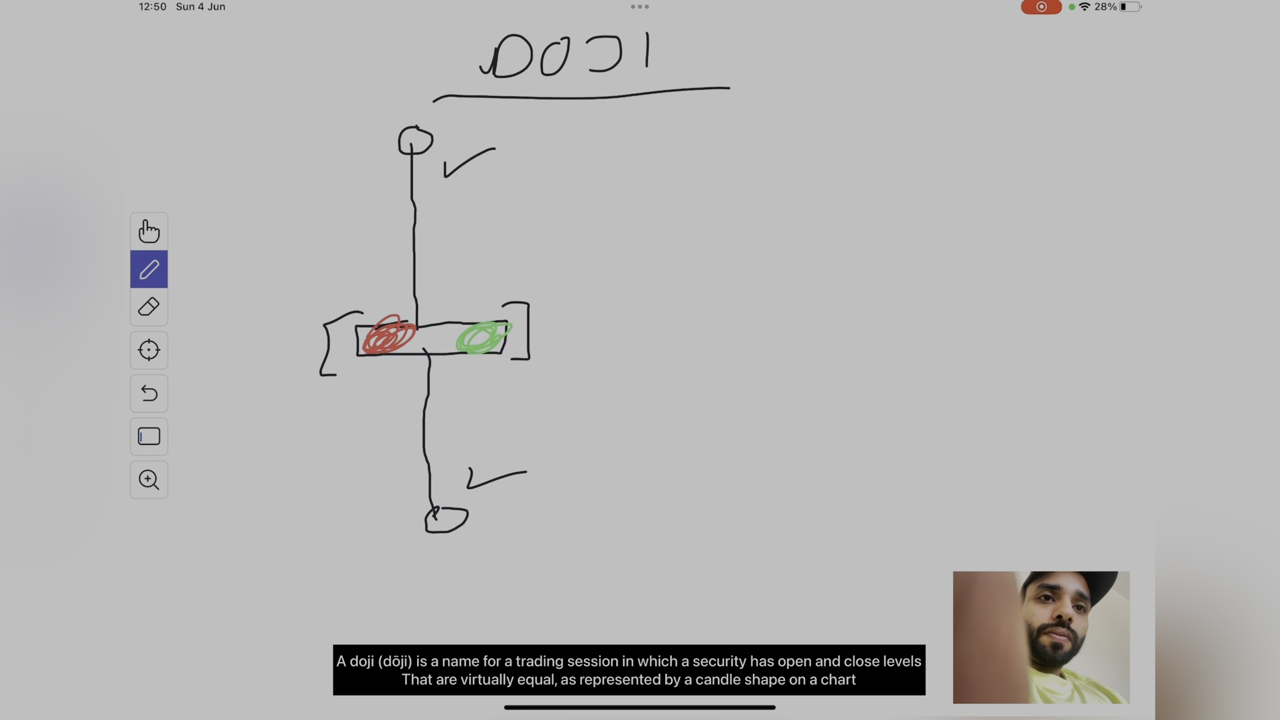 12:50 Sun 4 Jun
28%
DOJI
A doji (dōji) is a name for a trading session in which a security has open and close levels
That are virtually equal, as represented by a candle shape on a chart